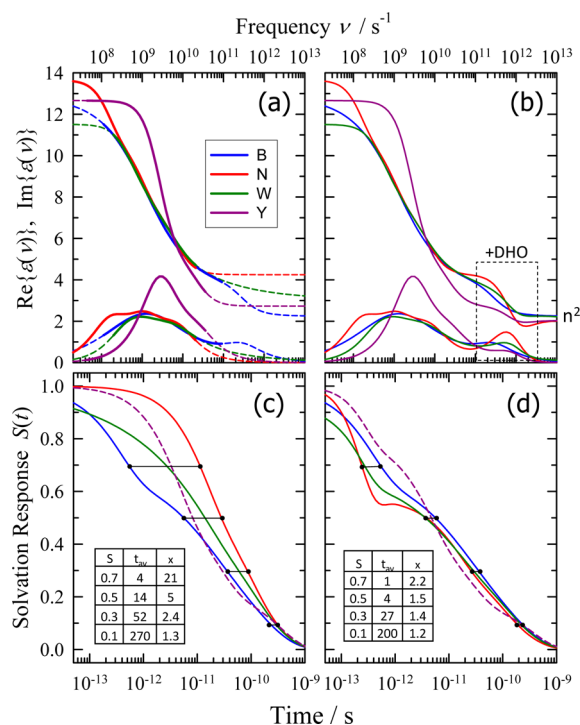 Frequency ν / s⁻¹
10⁸ 10⁹ 10¹⁰ 10¹¹ 10¹² 10¹³
10⁸ 10⁹ 10¹⁰ 10¹¹ 10¹² 10¹³
Re{ε(ν)}, Im{ε(ν)}
14
12
10
8
6
4
2
0
(a)
B
N
W
Y
(b)
+DHO
n²
Solvation Response S(t)
1.0
0.8
0.6
0.4
0.2
0.0
(c)
S t_av x
0.7 4 21
0.5 14 5
0.3 52 2.4
0.1 270 1.3
(d)
S t_av x
0.7 1 2.2
0.5 4 1.5
0.3 27 1.4
0.1 200 1.2
10⁻¹³ 10⁻¹² 10⁻¹¹ 10⁻¹⁰ 10⁻⁹
10⁻¹³ 10⁻¹² 10⁻¹¹ 10⁻¹⁰ 10⁻⁹
Time / s